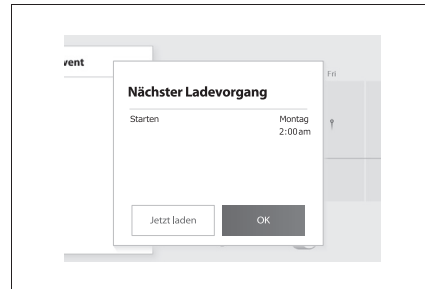 vent
Fri
Nächster Ladevorgang
Starten Montag
2:00am
Jetzt laden OK